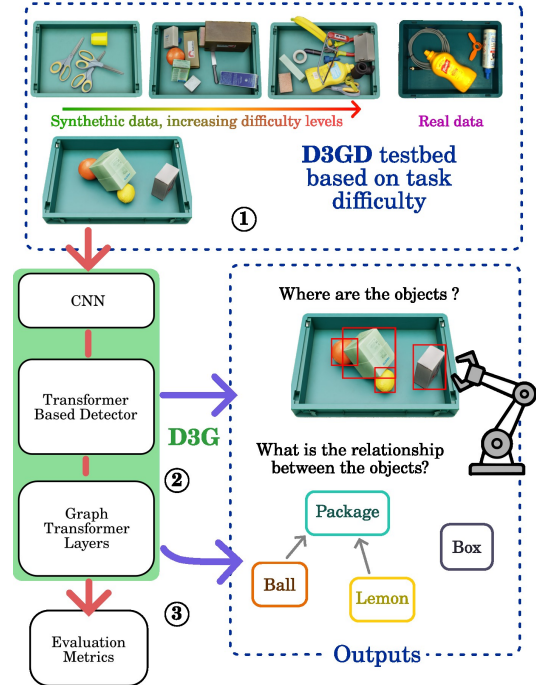 Synthethic data, increasing difficulty levels
Real data
D3GD testbed
based on task
difficulty
1
CNN
Transformer
Based Detector
D3G
2
Graph
Transformer
Layers
3
Evaluation
Metrics
Where are the objects ?
What is the relationship
between the objects?
Package
Box
Ball
Lemon
Outputs